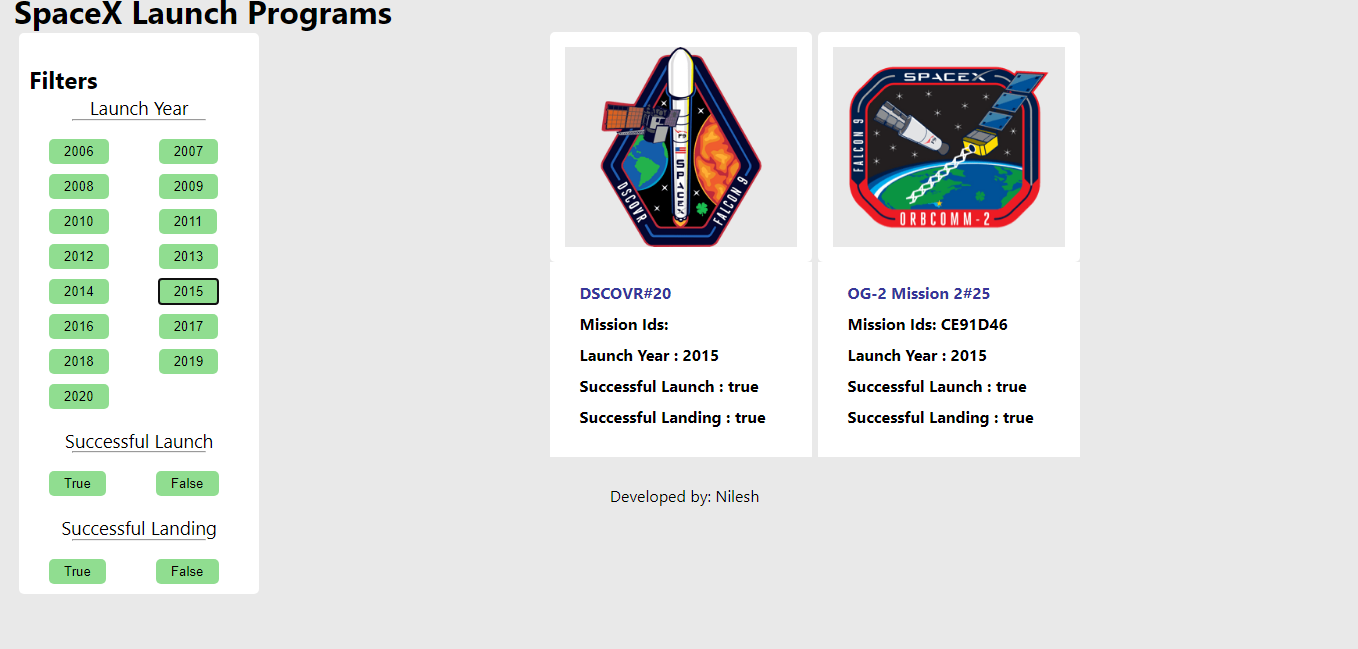 SpaceX Launch Programs
Filters
Launch Year
2006 2007
2008 2009
2010 2011
2012 2013
2014 2015
2016 2017
2018 2019
2020
Successful Launch
True False
Successful Landing
True False
F9
SPACEX
DSCOVR
FALCON 9
DSCOVR#20
Mission Ids:
Launch Year : 2015
Successful Launch : true
Successful Landing : true
SPACEX
FALCON 9
ORBCOMM-2
OG-2 Mission 2#25
Mission Ids: CE91D46
Launch Year : 2015
Successful Launch : true
Successful Landing : true
Developed by: Nilesh